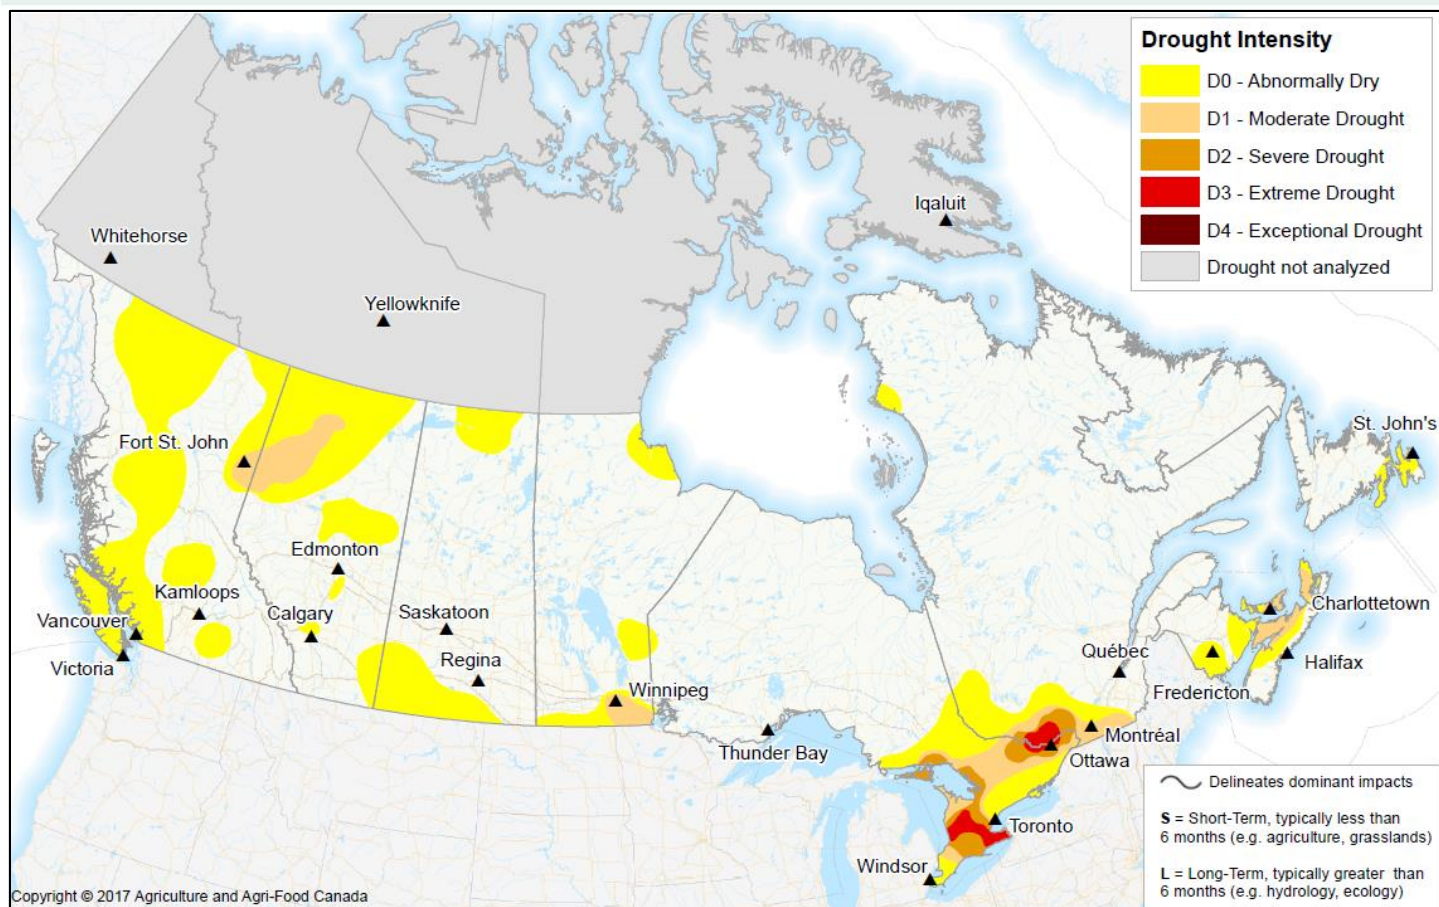 Drought Intensity
D0 - Abnormally Dry
D1 - Moderate Drought
D2 - Severe Drought
D3 - Extreme Drought
D4 - Exceptional Drought
Drought not analyzed
Iqaluit
Whitehorse
Yellowknife
Fort St. John
St. John's
Edmonton
Kamloops
Calgary
Saskatoon
Charlottetown
Vancouver
Victoria
Regina
Québec
Halifax
Winnipeg
Fredericton
Montréal
Thunder Bay
Ottawa
Toronto
Windsor
Delineates dominant impacts
S = Short-Term, typically less than
6 months (e.g. agriculture, grasslands)
L = Long-Term, typically greater than
6 months (e.g. hydrology, ecology)
Copyright © 2017 Agriculture and Agri-Food Canada